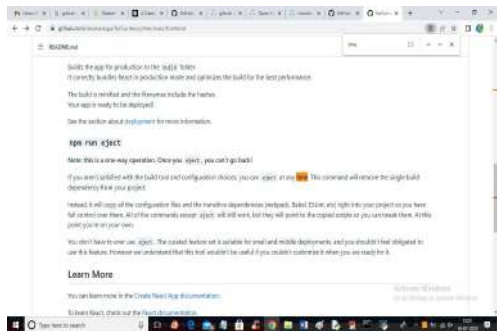 README.md
Builds the app for production to the build folder.
It correctly bundles React in production mode and optimizes the build for the best performance.
The build is minified and the filenames include the hashes.
Your app is ready to be deployed!
See the section about deployment for more information.
npm run eject
Note: this is a one-way operation. Once you eject, you can't go back!
If you aren't satisfied with the build tool and configuration choices, you can eject at any time. This command will remove the single build
dependency from your project.
Instead, it will copy all the configuration files and the transitive dependencies (webpack, Babel, ESLint, etc) right into your project so you have
full control over them. All of the commands except eject will still work, but they will point to the copied scripts so you can tweak them. At this
point you're on your own.
You don't have to ever use eject. The curated feature set is suitable for small and middle deployments, and you shouldn't feel obligated to
use this feature. However we understand that this tool wouldn't be useful if you couldn't customize it when you are ready for it.
Learn More
You can learn more in the Create React App documentation.
Activate Windows
To learn React, check out the React documentation.
Type here to search